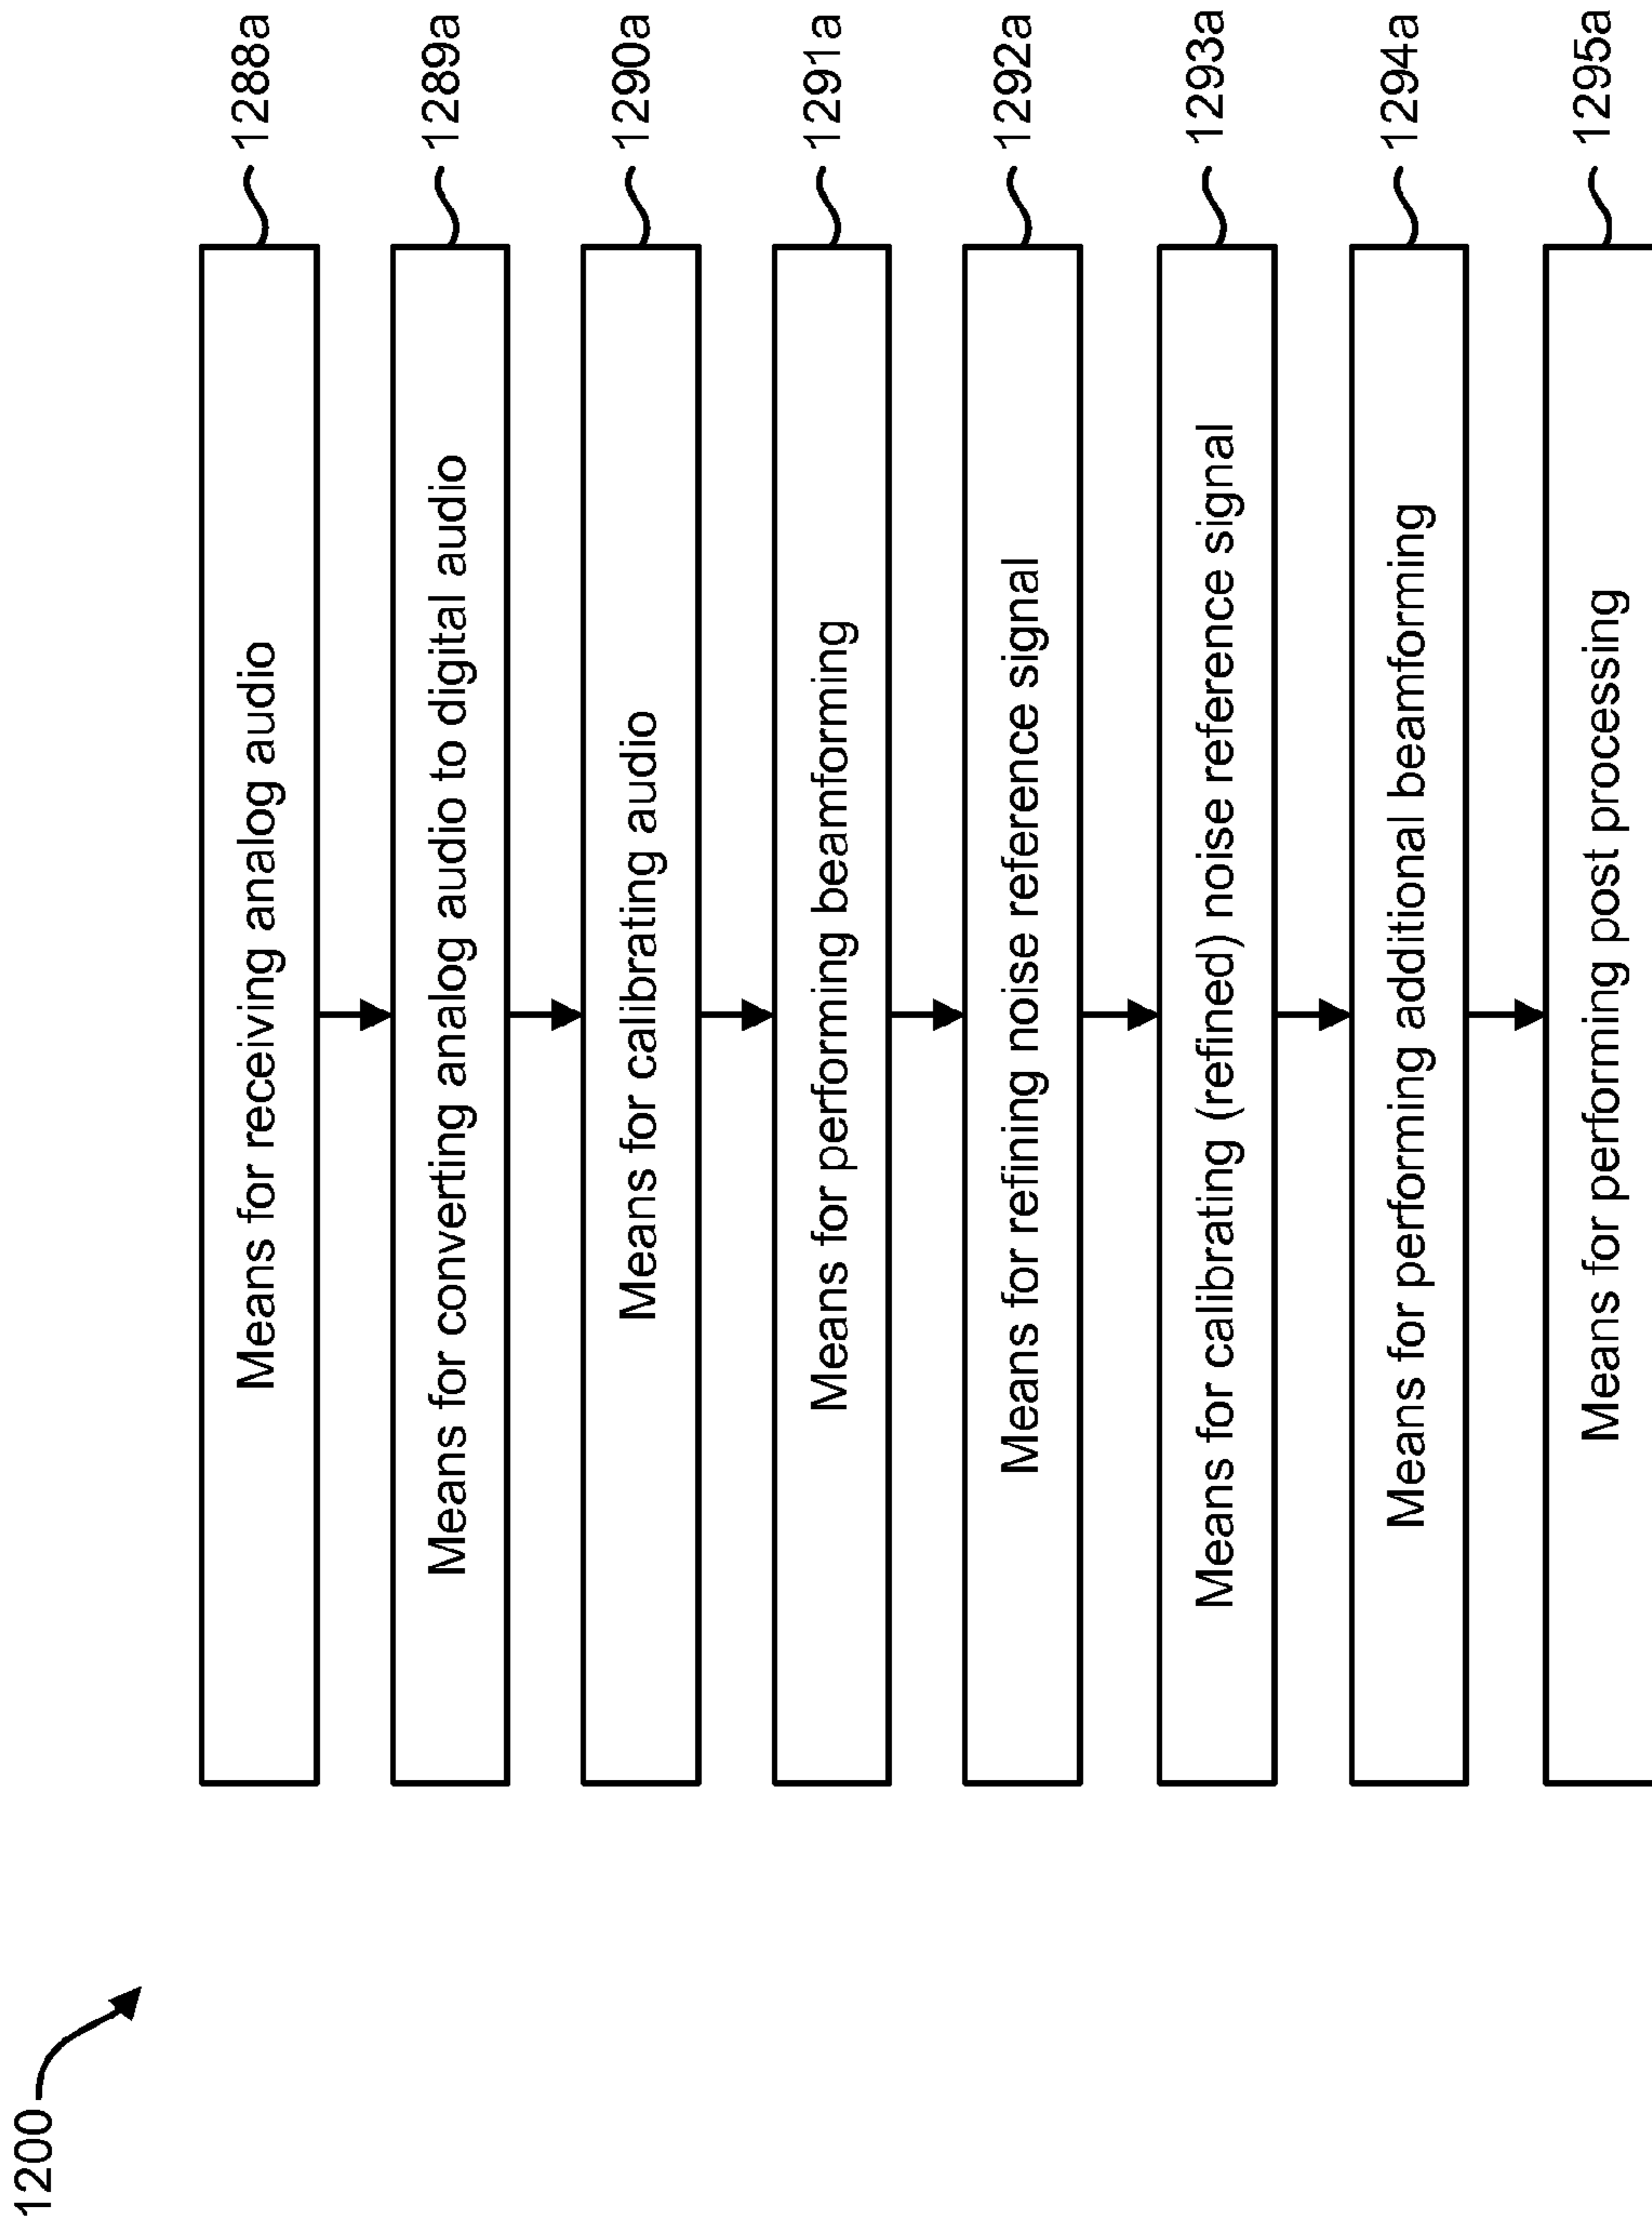 1200
Means for receiving analog audio
1288a
Means for converting analog audio to digital audio
1289a
Means for calibrating audio
1290a
Means for performing beamforming
1291a
Means for refining noise reference signal
1292a
Means for calibrating (refined) noise reference signal
1293a
Means for performing additional beamforming
1294a
Means for performing post processing
1295a